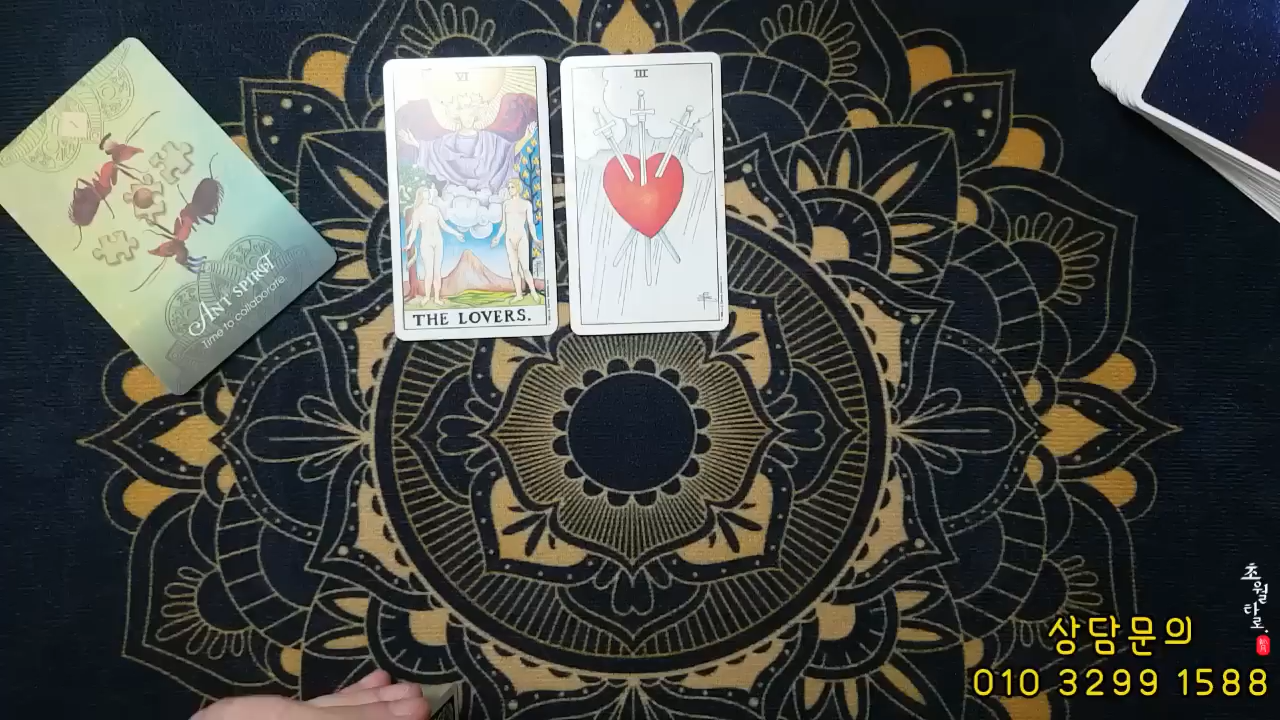 VI
THE LOVERS.
III
ANT SPIRIT
Time to collaborate
초월
타로.
상담문의
010 3299 1588